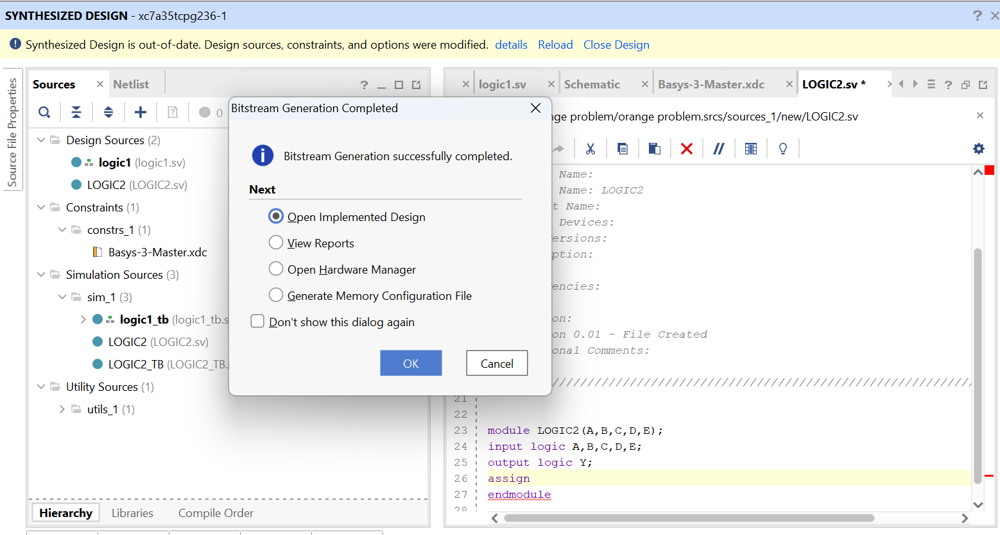 SYNTHESIZED DESIGN - xc7a35tcpg236-1
Synthesized Design is out-of-date. Design sources, constraints, and options were modified. details Reload Close Design
Source File Properties
Sources Netlist
0
Design Sources (2)
logic1 (logic1.sv)
LOGIC2 (LOGIC2.sv)
Constraints (1)
constrs_1 (1)
Basys-3-Master.xdc
Simulation Sources (3)
sim_1 (3)
logic1_tb (logic1_tb.s
LOGIC2 (LOGIC2.sv)
LOGIC2_TB (LOGIC2_TB.
Utility Sources (1)
utils_1 (1)
Hierarchy Libraries Compile Order
Bitstream Generation Completed
Bitstream Generation successfully completed.
Next
Open Implemented Design
View Reports
Open Hardware Manager
Generate Memory Configuration File
Don't show this dialog again
OK Cancel
logic1.sv Schematic Basys-3-Master.xdc LOGIC2.sv *
nge problem/orange problem.srcs/sources_1/new/LOGIC2.sv
Name:
Name: LOGIC2
t Name:
Devices:
ersions:
ption:
encies:
on:
on 0.01 - File Created
onal Comments:
////////////////////////////////////////////////////////////
21
22
23 module LOGIC2(A,B,C,D,E);
24 input logic A,B,C,D,E;
25 output logic Y;
26 assign
27 endmodule
28